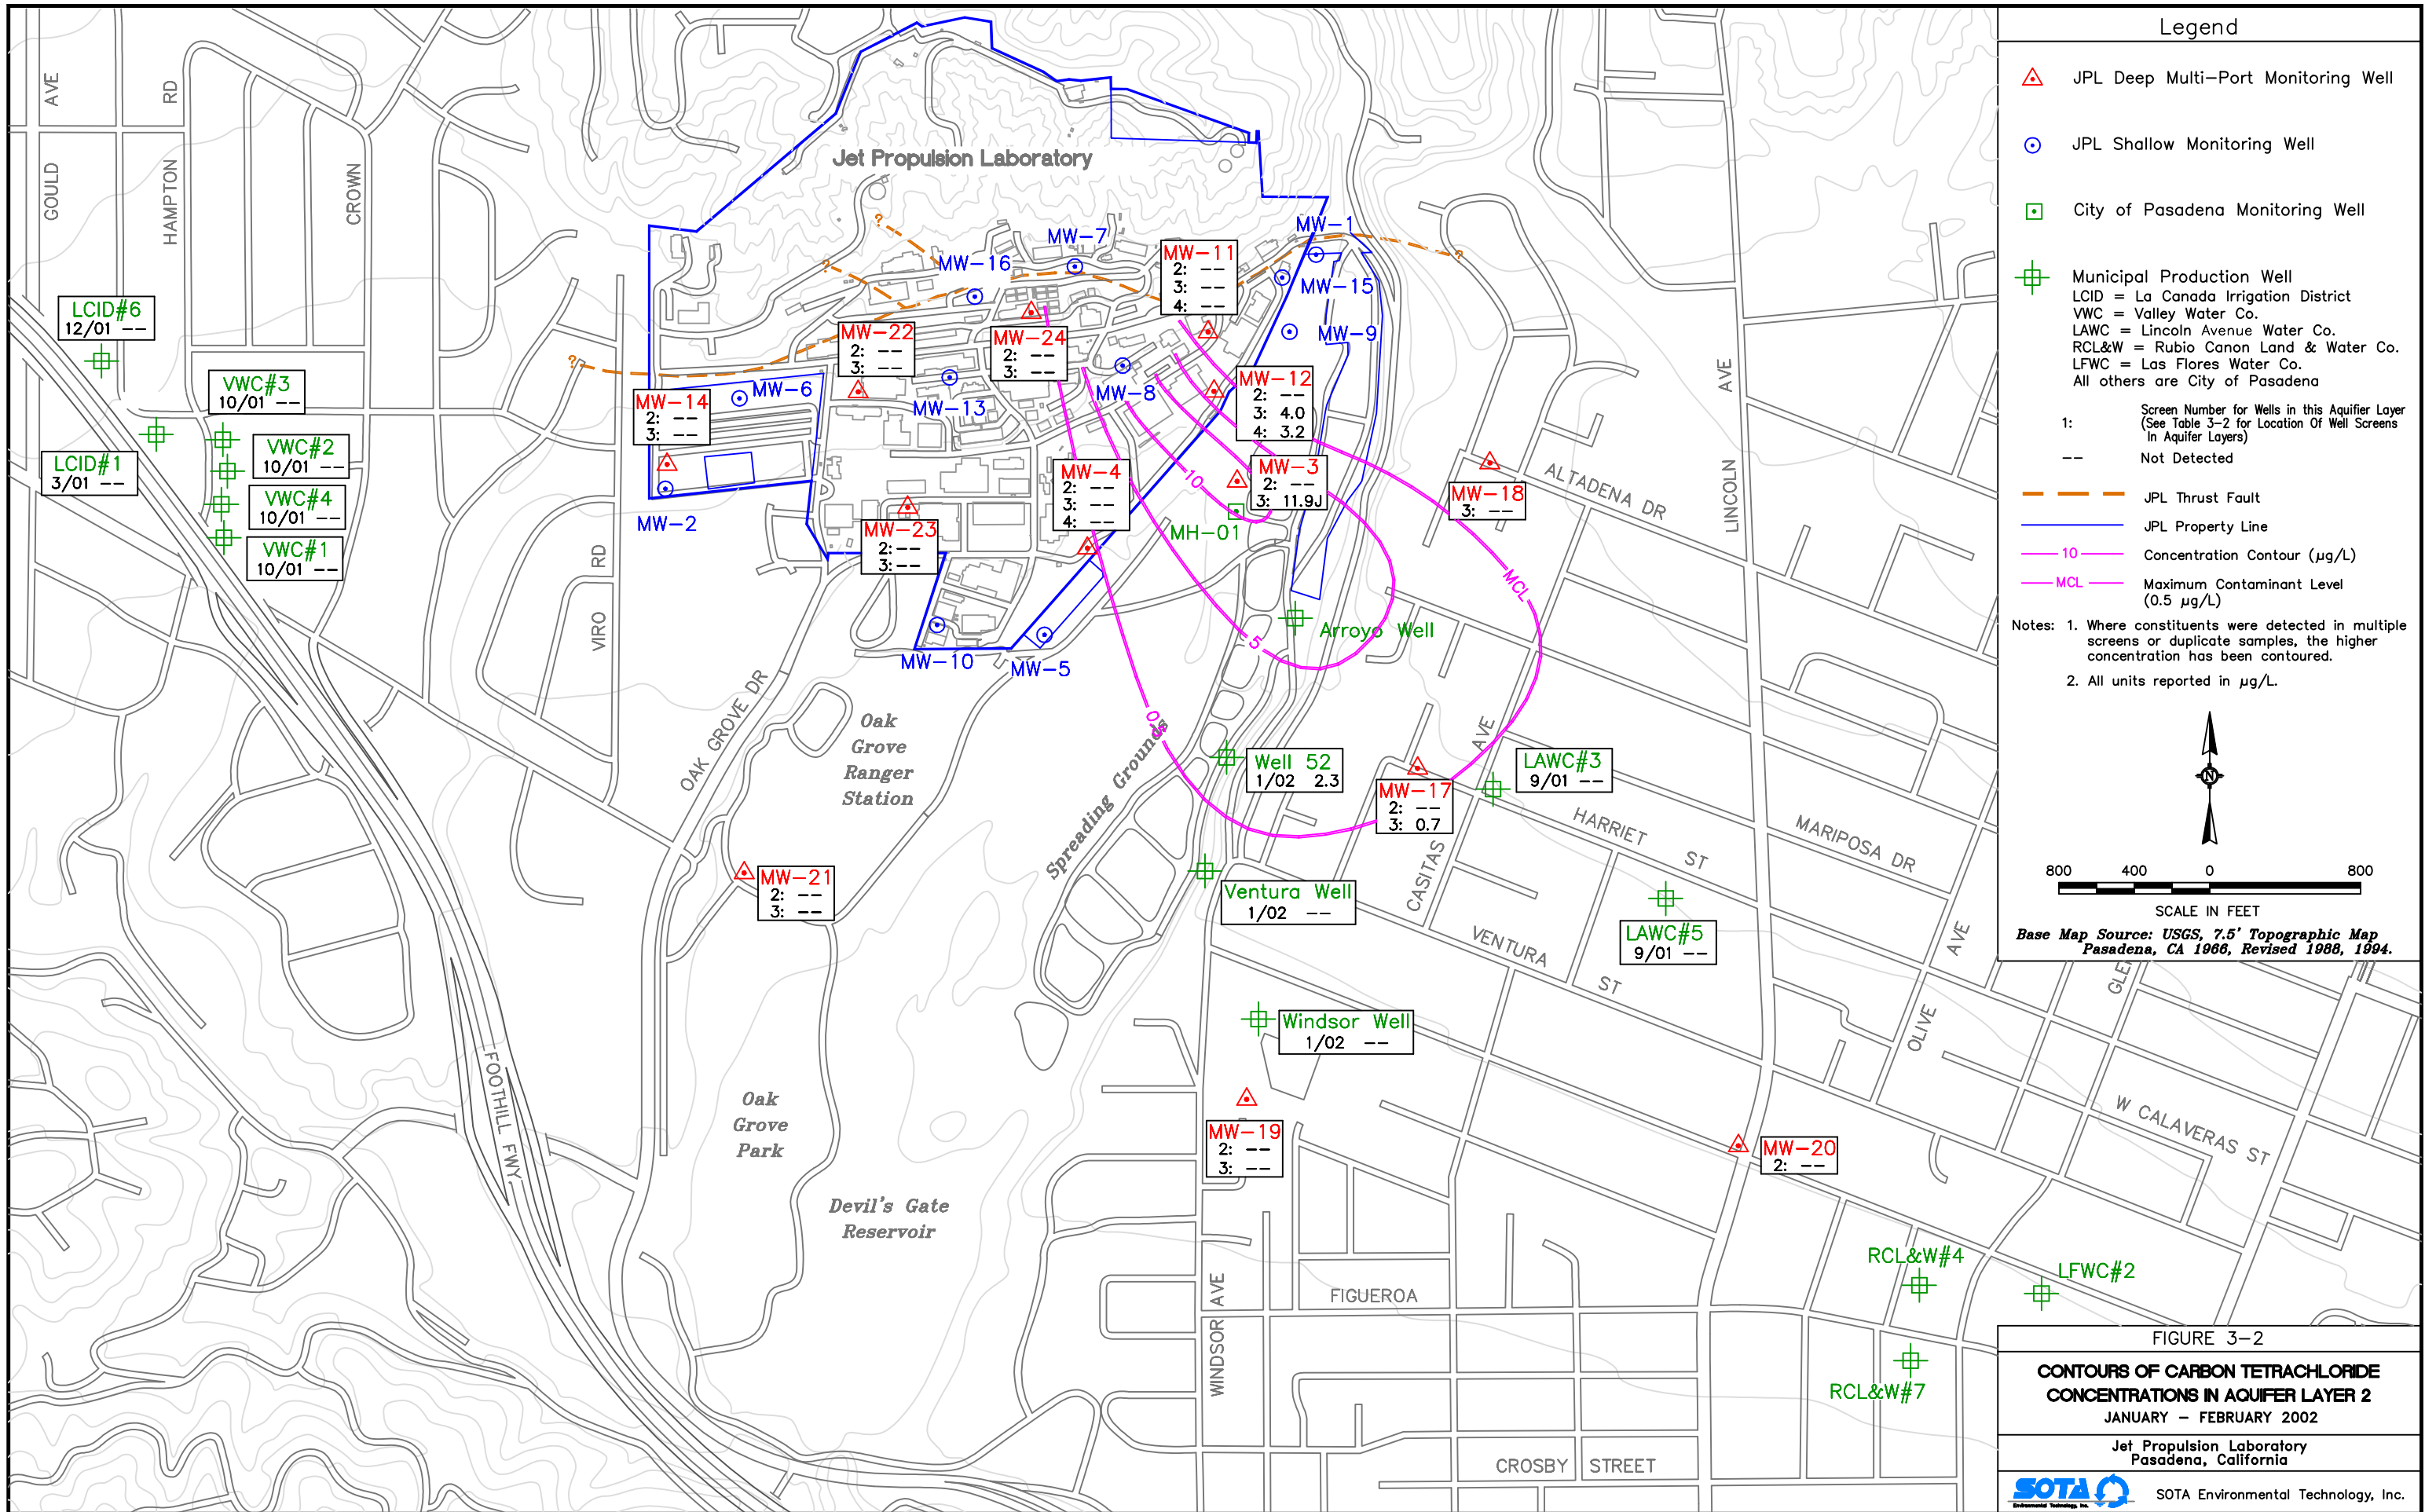 Legend
JPL Deep Multi-Port Monitoring Well
JPL Shallow Monitoring Well
City of Pasadena Monitoring Well
Municipal Production Well
LCID = La Canada Irrigation District
VWC = Valley Water Co.
LAWC = Lincoln Avenue Water Co.
RCL&W = Rubio Canon Land & Water Co.
LFWC = Las Flores Water Co.
All others are City of Pasadena
1:
Screen Number for Wells in this Aquifier Layer
(See Table 3-2 for Location Of Well Screens
In Aquifer Layers)
-- Not Detected
JPL Thrust Fault
JPL Property Line
10 Concentration Contour (µg/L)
MCL Maximum Contaminant Level
(0.5 µg/L)
Notes: 1. Where constituents were detected in multiple
screens or duplicate samples, the higher
concentration has been contoured.
2. All units reported in µg/L.
N
800 400 0 800
SCALE IN FEET
Base Map Source: USGS, 7.5' Topographic Map
Pasadena, CA 1966, Revised 1988, 1994.
FIGURE 3-2
CONTOURS OF CARBON TETRACHLORIDE
CONCENTRATIONS IN AQUIFER LAYER 2
JANUARY - FEBRUARY 2002
Jet Propulsion Laboratory
Pasadena, California
SOTA
Environmental Technology, Inc.
SOTA Environmental Technology, Inc.
GOULD
AVE
HAMPTON
RD
CROWN
Jet Propulsion Laboratory
?
?
?
?
MW-7
MW-16
MW-1
MW-15
MW-9
MW-11
2: --
3: --
4: --
LCID#6
12/01 --
VWC#3
10/01 --
VWC#2
10/01 --
LCID#1
3/01 --
VWC#4
10/01 --
VWC#1
10/01 --
MW-22
2: --
3: --
MW-24
2: --
3: --
MW-14
2: --
3: --
MW-6
MW-13
MW-8
MW-12
2: --
3: 4.0
4: 3.2
MW-4
2: --
3: --
4: --
MW-3
2: --
3: 11.9J
10
MW-18
3: --
ALTADENA DR
LINCOLN
AVE
MW-2
MW-23
2:--
3:--
MH-01
MCL
VIRO
RD
MW-10
MW-5
5
Arroyo Well
OAK GROVE DR
Oak
Grove
Ranger
Station
Spreading Grounds
Well 52
1/02 2.3
MW-17
2: --
3: 0.7
LAWC#3
9/01 --
CASITAS
AVE
HARRIET
ST
MARIPOSA DR
MW-21
2: --
3: --
Ventura Well
1/02 --
LAWC#5
9/01 --
VENTURA
ST
OLIVE
AVE
Windsor Well
1/02 --
FOOTHILL FWY
Oak
Grove
Park
Devil's Gate
Reservoir
MW-19
2: --
3: --
MW-20
2: --
W CALAVERAS ST
RCL&W#4
LFWC#2
RCL&W#7
WINDSOR
AVE
FIGUEROA
CROSBY STREET